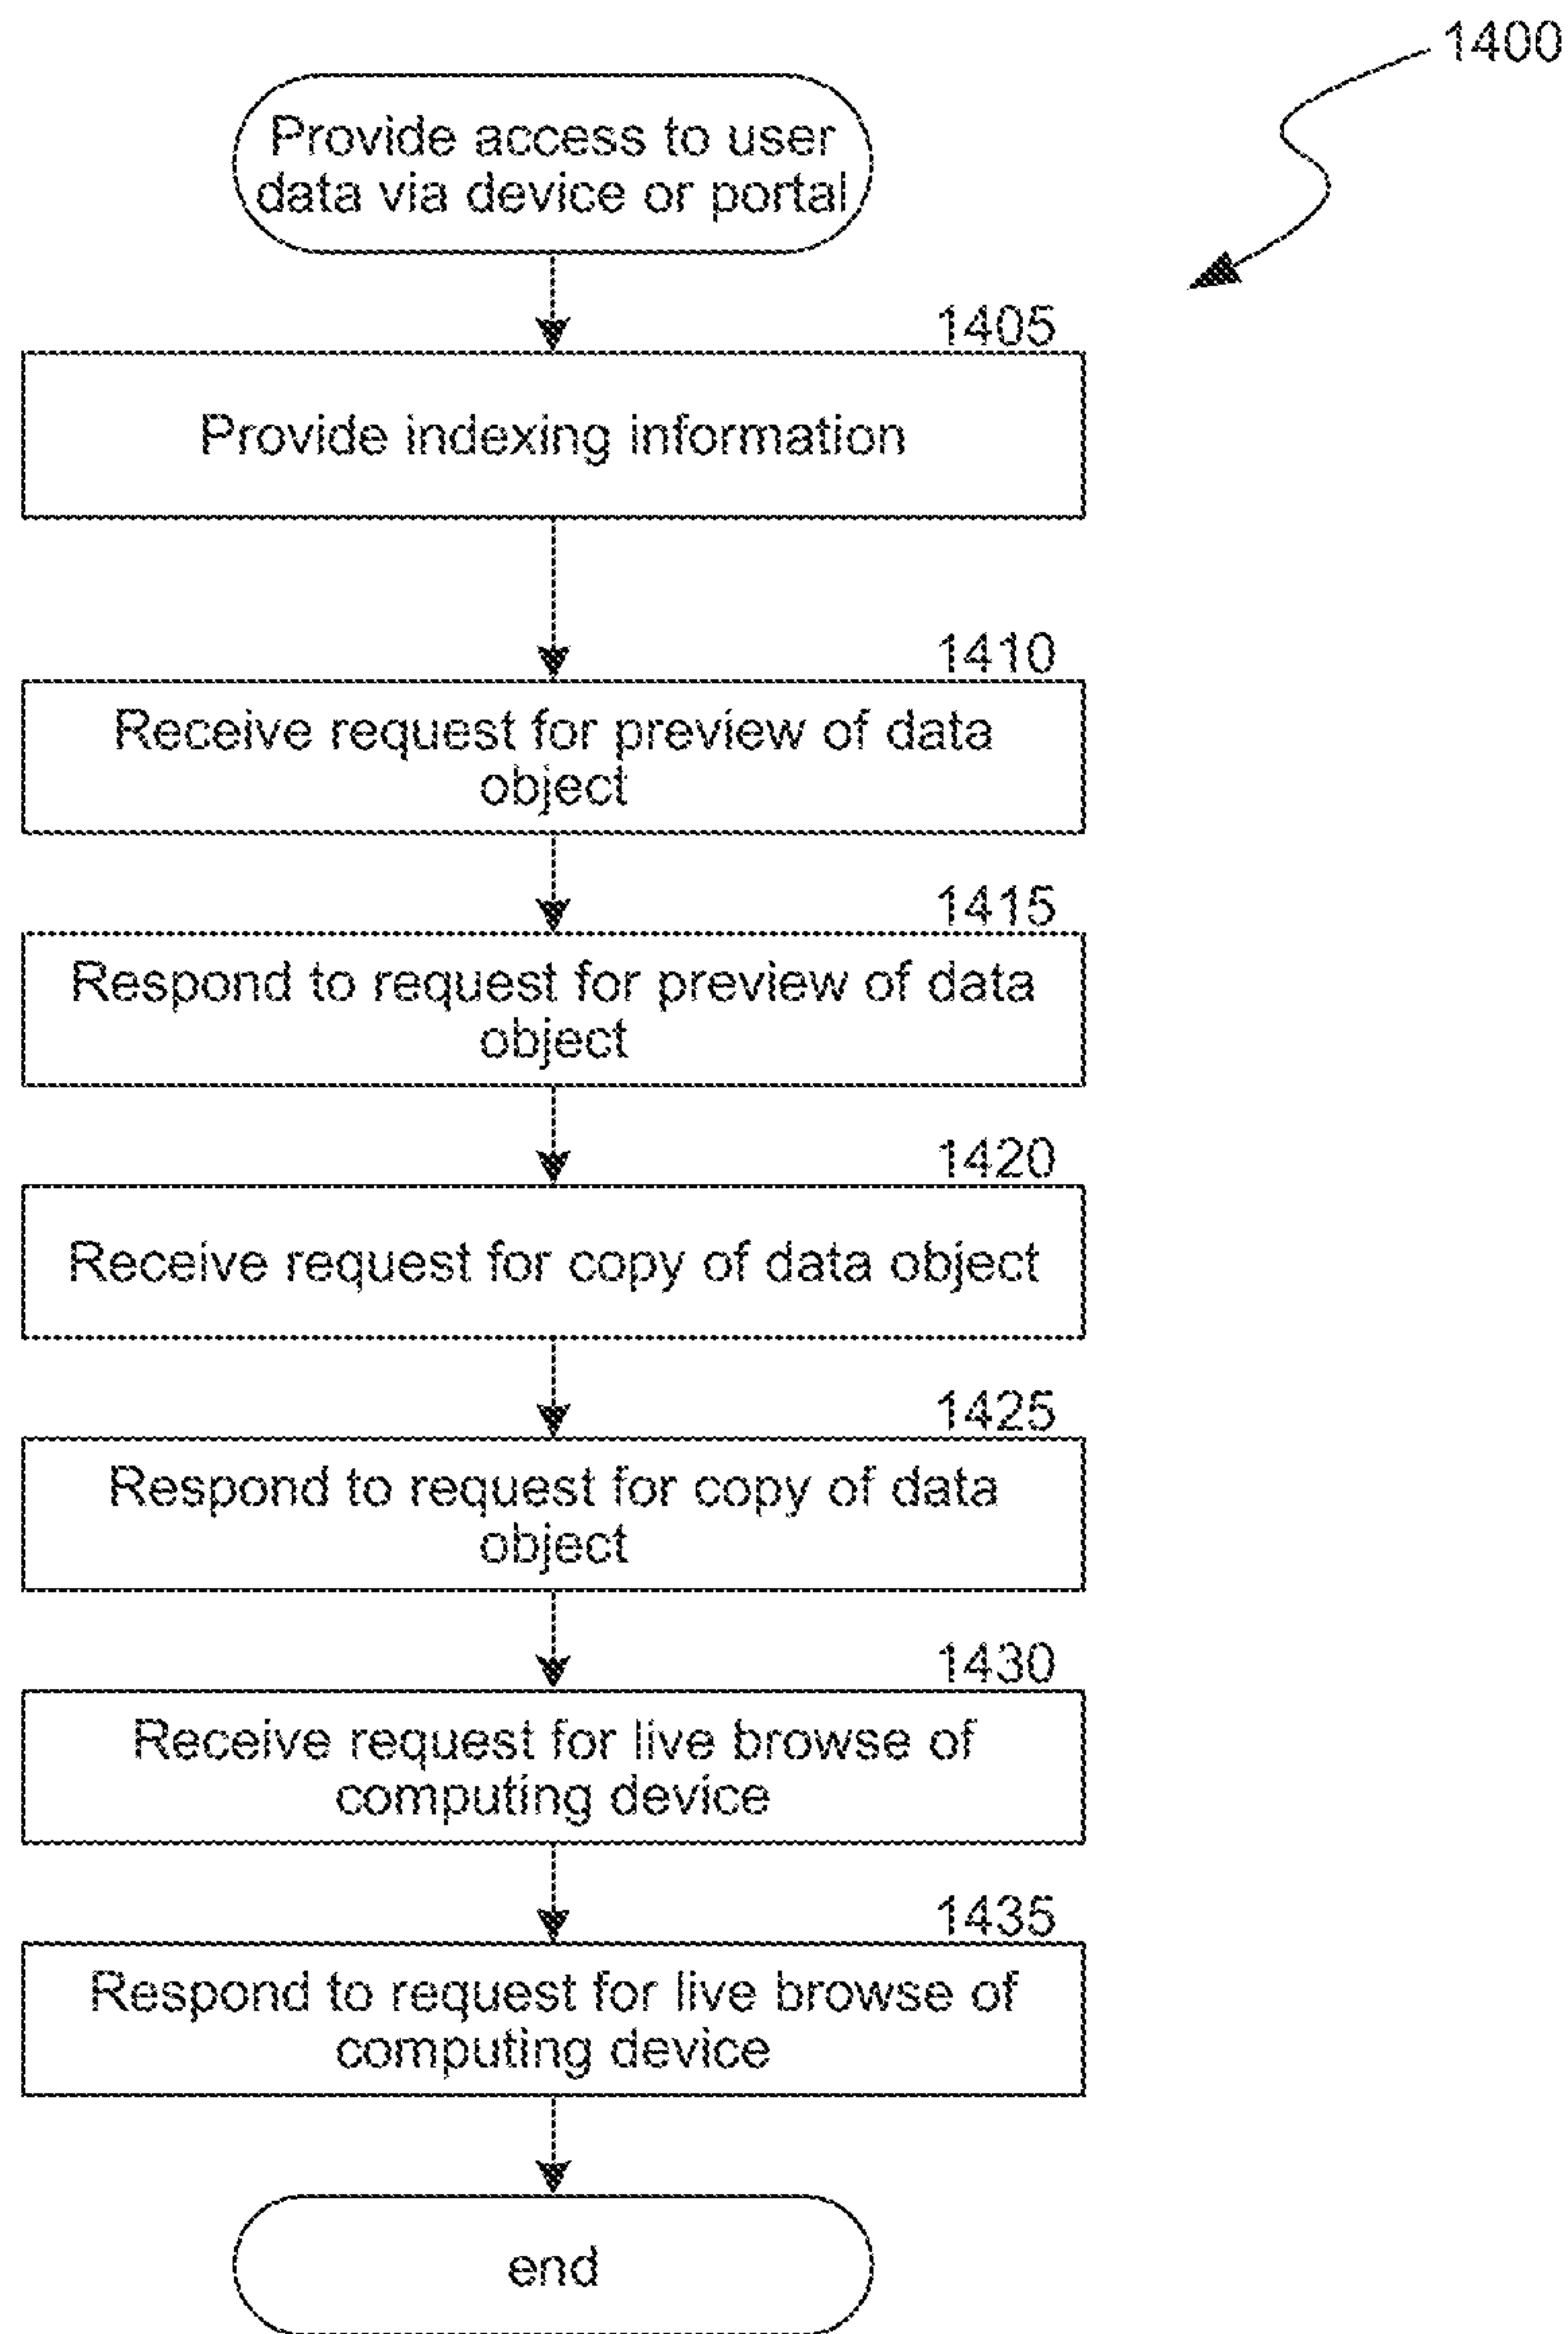 1400
Provide access to user
data via device or portal
1405
Provide indexing information
1410
Receive request for preview of data
object
1415
Respond to request for preview of data
object
1420
Receive request for copy of data object
1425
Respond to request for copy of data
object
1430
Receive request for live browse of
computing device
1435
Respond to request for live browse of
computing device
end